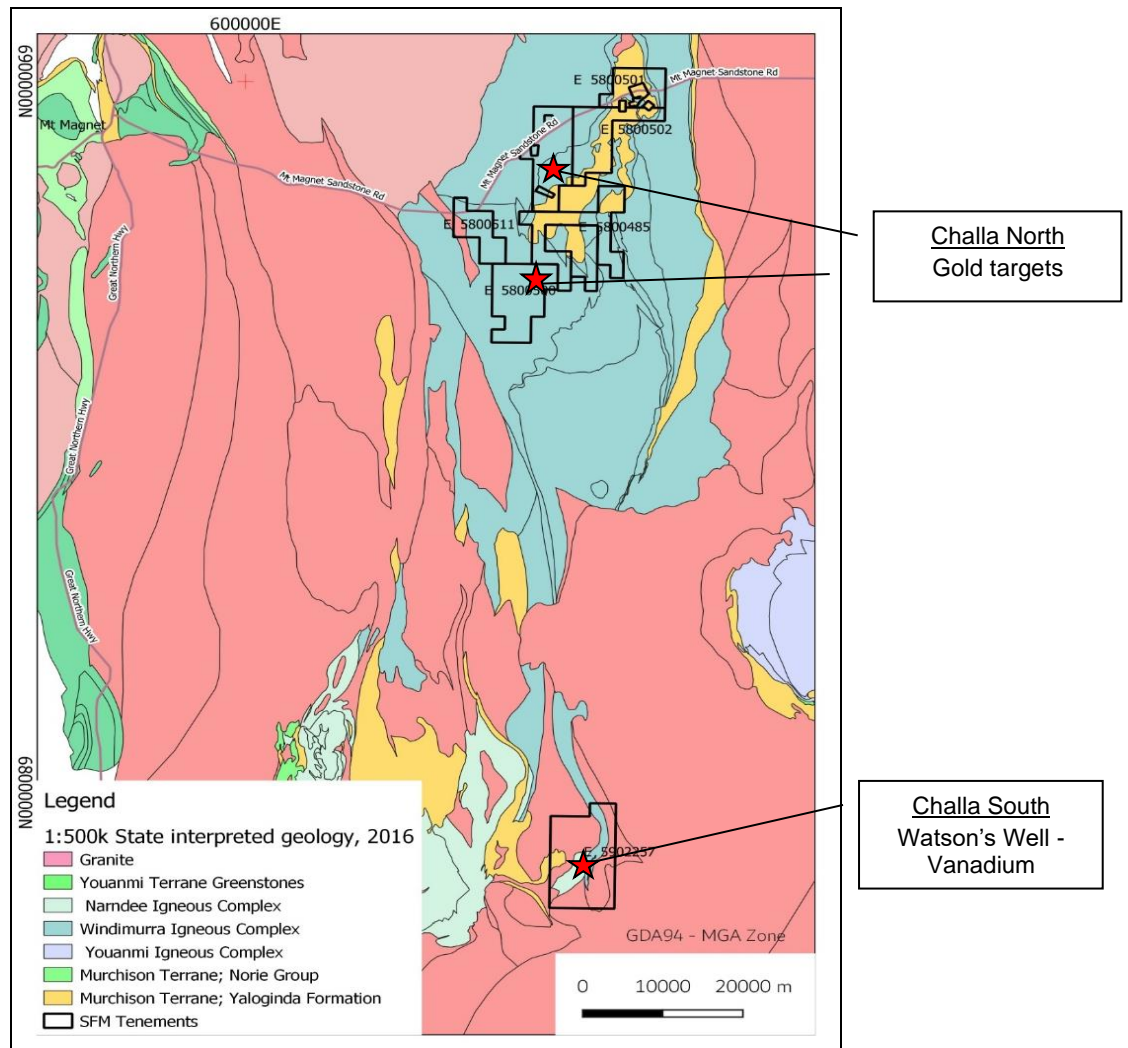 600000E
N0000069
E 5800501
Mt Magnet-Sandstone Rd
E 5800502
Mt Magnet
Mt Magnet Sandstone Rd
Mt Magnet Sandstone Rd
E 5800511
E 5800485
Great Northern Hwy
Challa North
Gold targets
Great Northern Hwy
Great Northern Hwy
N0000089
Legend
1:500k State interpreted geology, 2016
Granite
Youanmi Terrane Greenstones
Narndee Igneous Complex
Windimurra Igneous Complex
Youanmi Igneous Complex
Murchison Terrane; Norie Group
Murchison Terrane; Yaloginda Formation
SFM Tenements
E 5902257
GDA94 - MGA Zone
0 10000 20000 m
Challa South
Watson's Well -
Vanadium